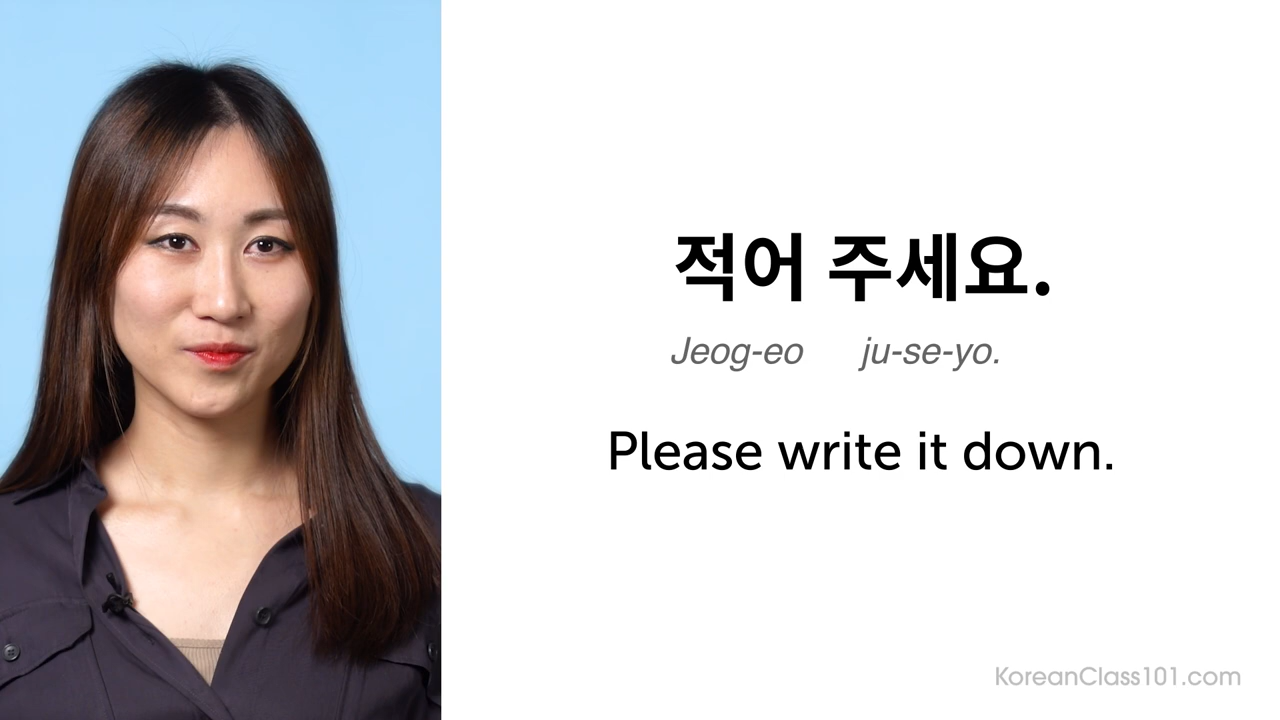 적어 주세요.
Jeog-eo ju-se-yo.
Please write it down.
KoreanClass101.com